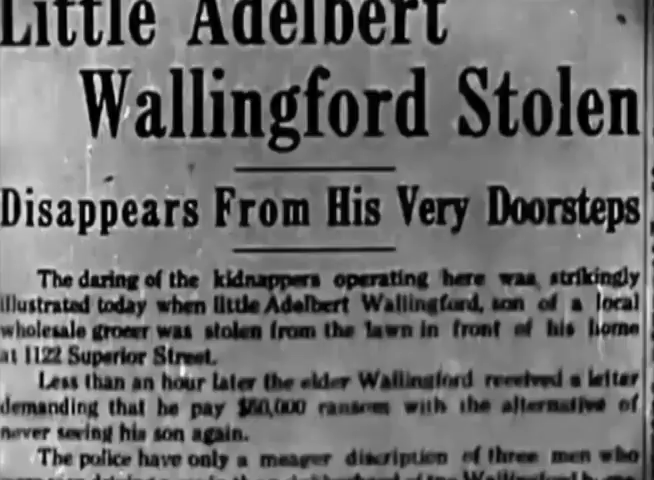 Little Adelbert
Wallingford Stolen
Disappears From His Very Doorsteps
The daring of the kidnappers operating here was strikingly
illustrated today when little Adelbert Wallingford, son of a local
wholesale grocer was stolen from the lawn in front of his home
at 1122 Superior Street.
Less than an hour later the elder Wallingford received a letter
demanding that he pay $50,000 ransom with the alternative of
never seeing his son again.
The police have only a meager discription of three men who